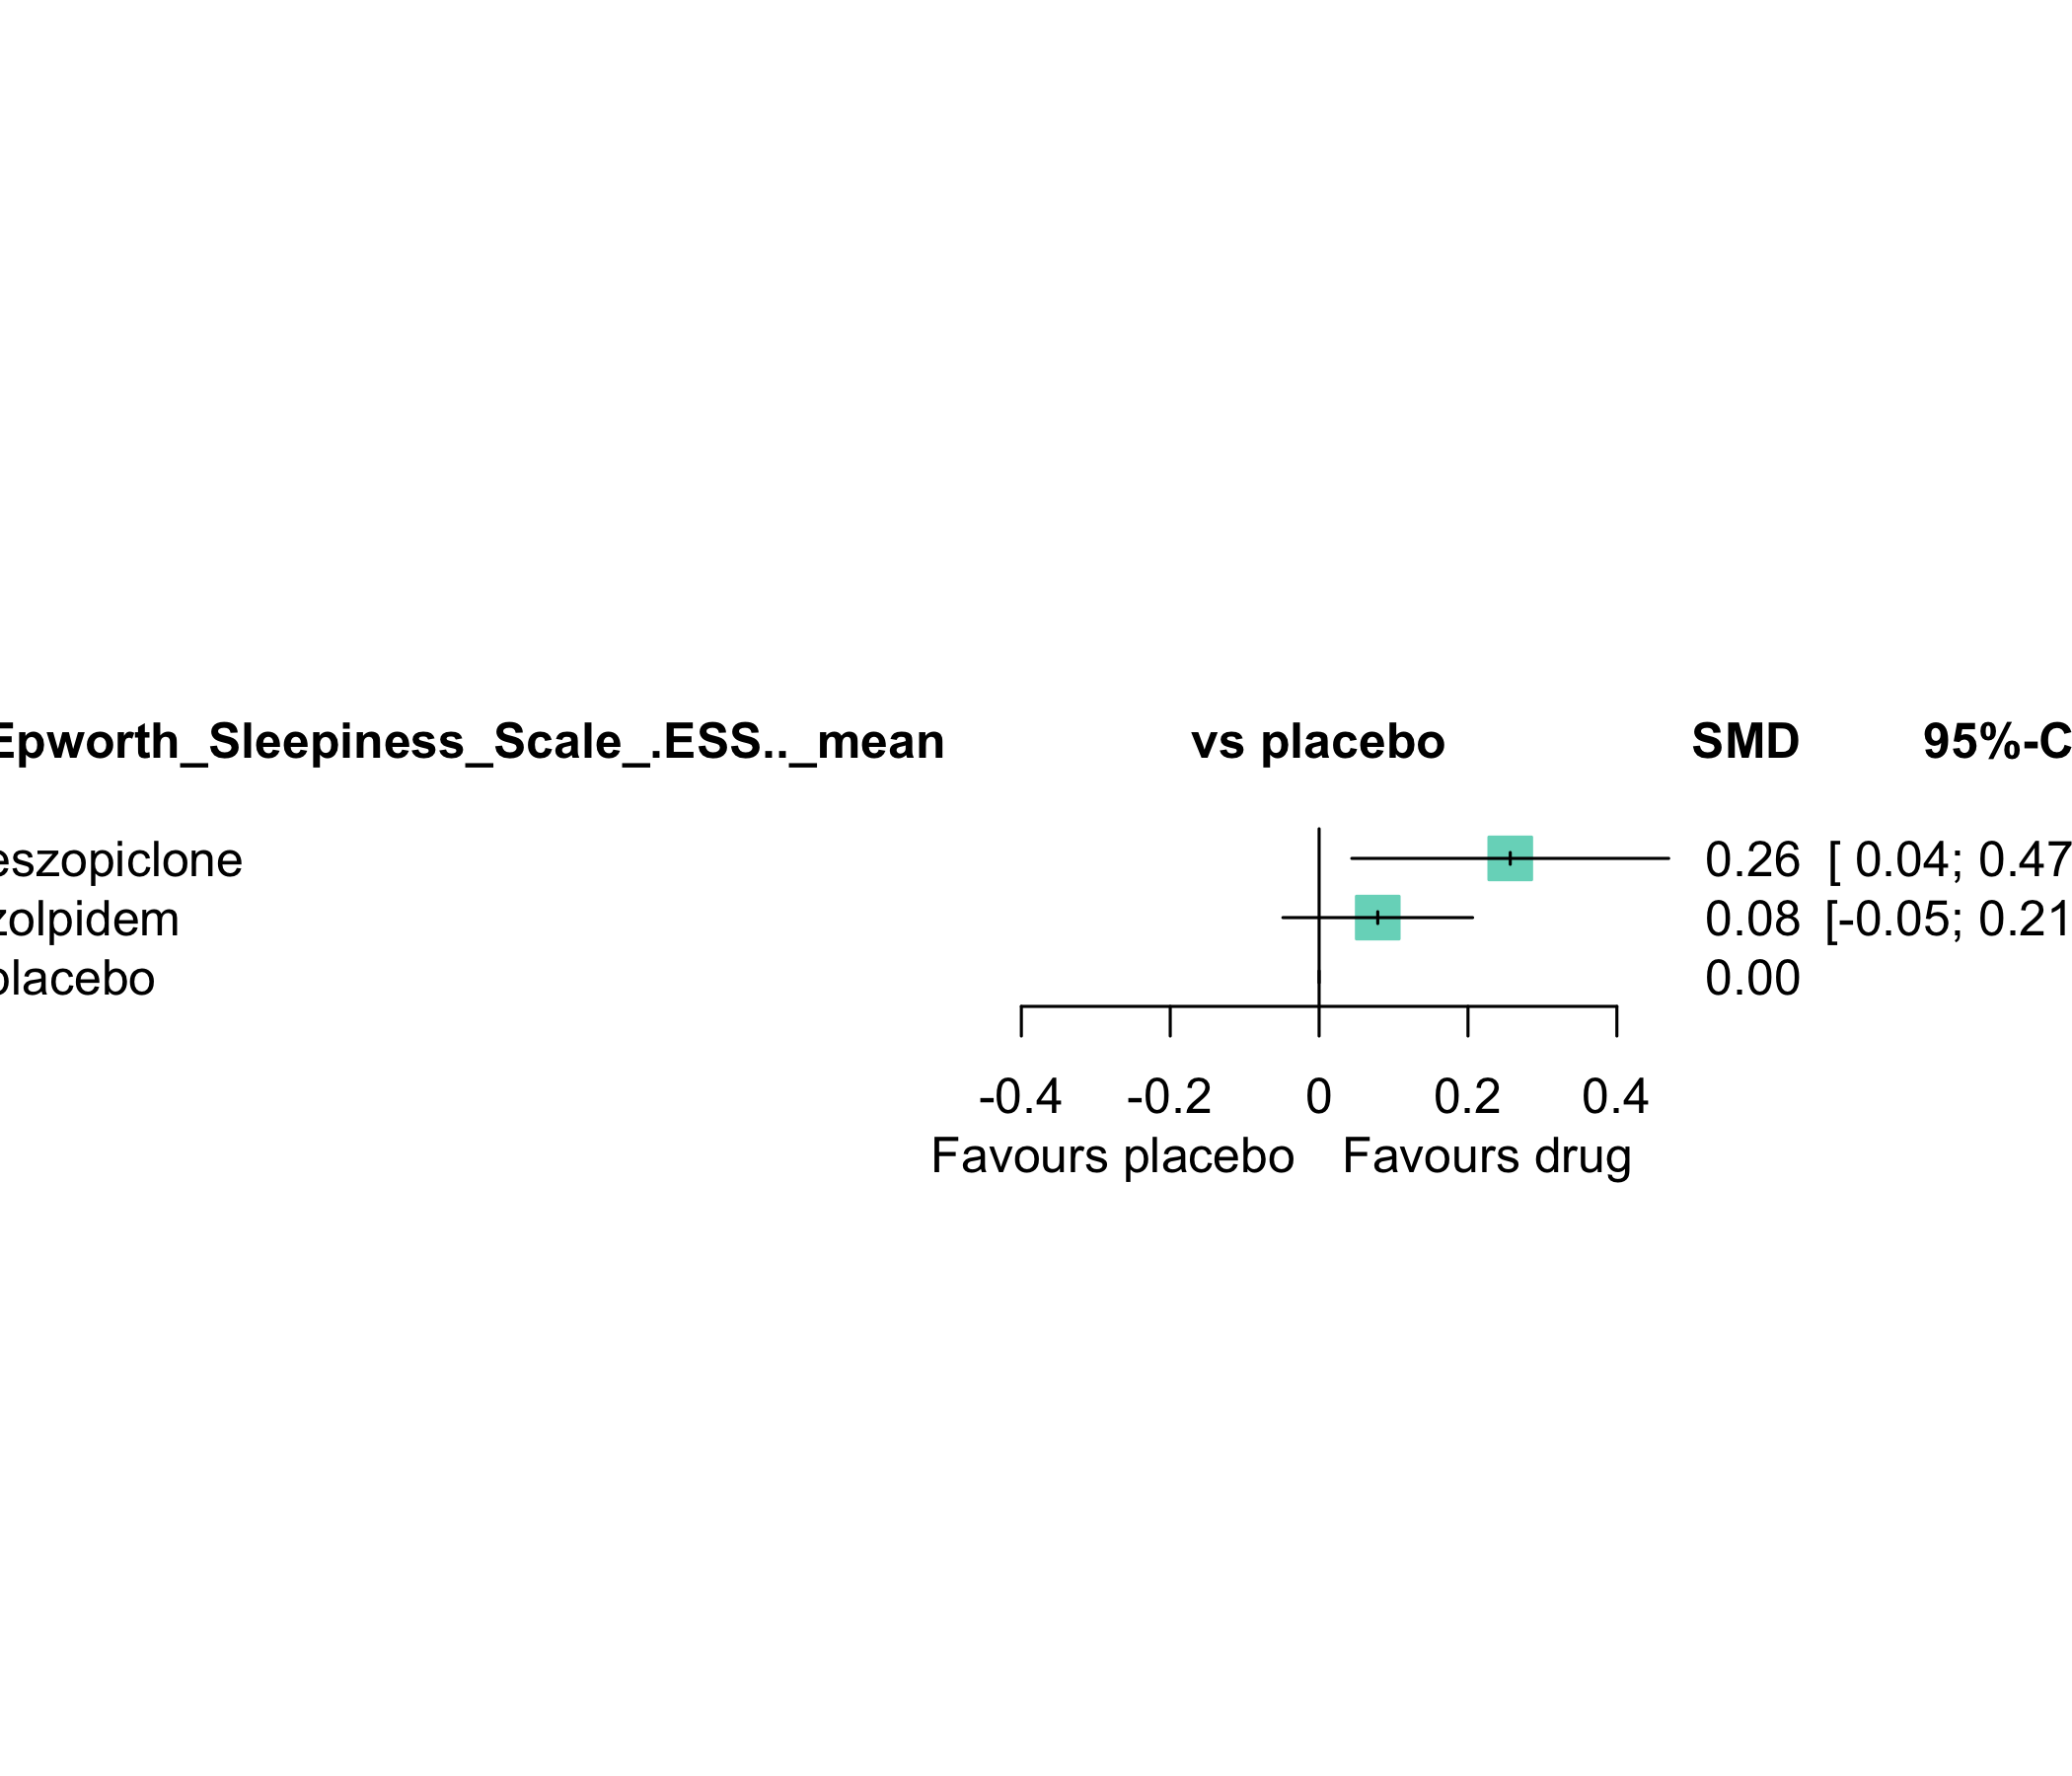 Epworth_Sleepiness_Scale_.ESS.._mean vs placebo SMD 95%-C
eszopiclone 0.26 [ 0.04; 0.47
zolpidem 0.08 [-0.05; 0.21
placebo 0.00
-0.4 -0.2 0 0.2 0.4
Favours placebo Favours drug